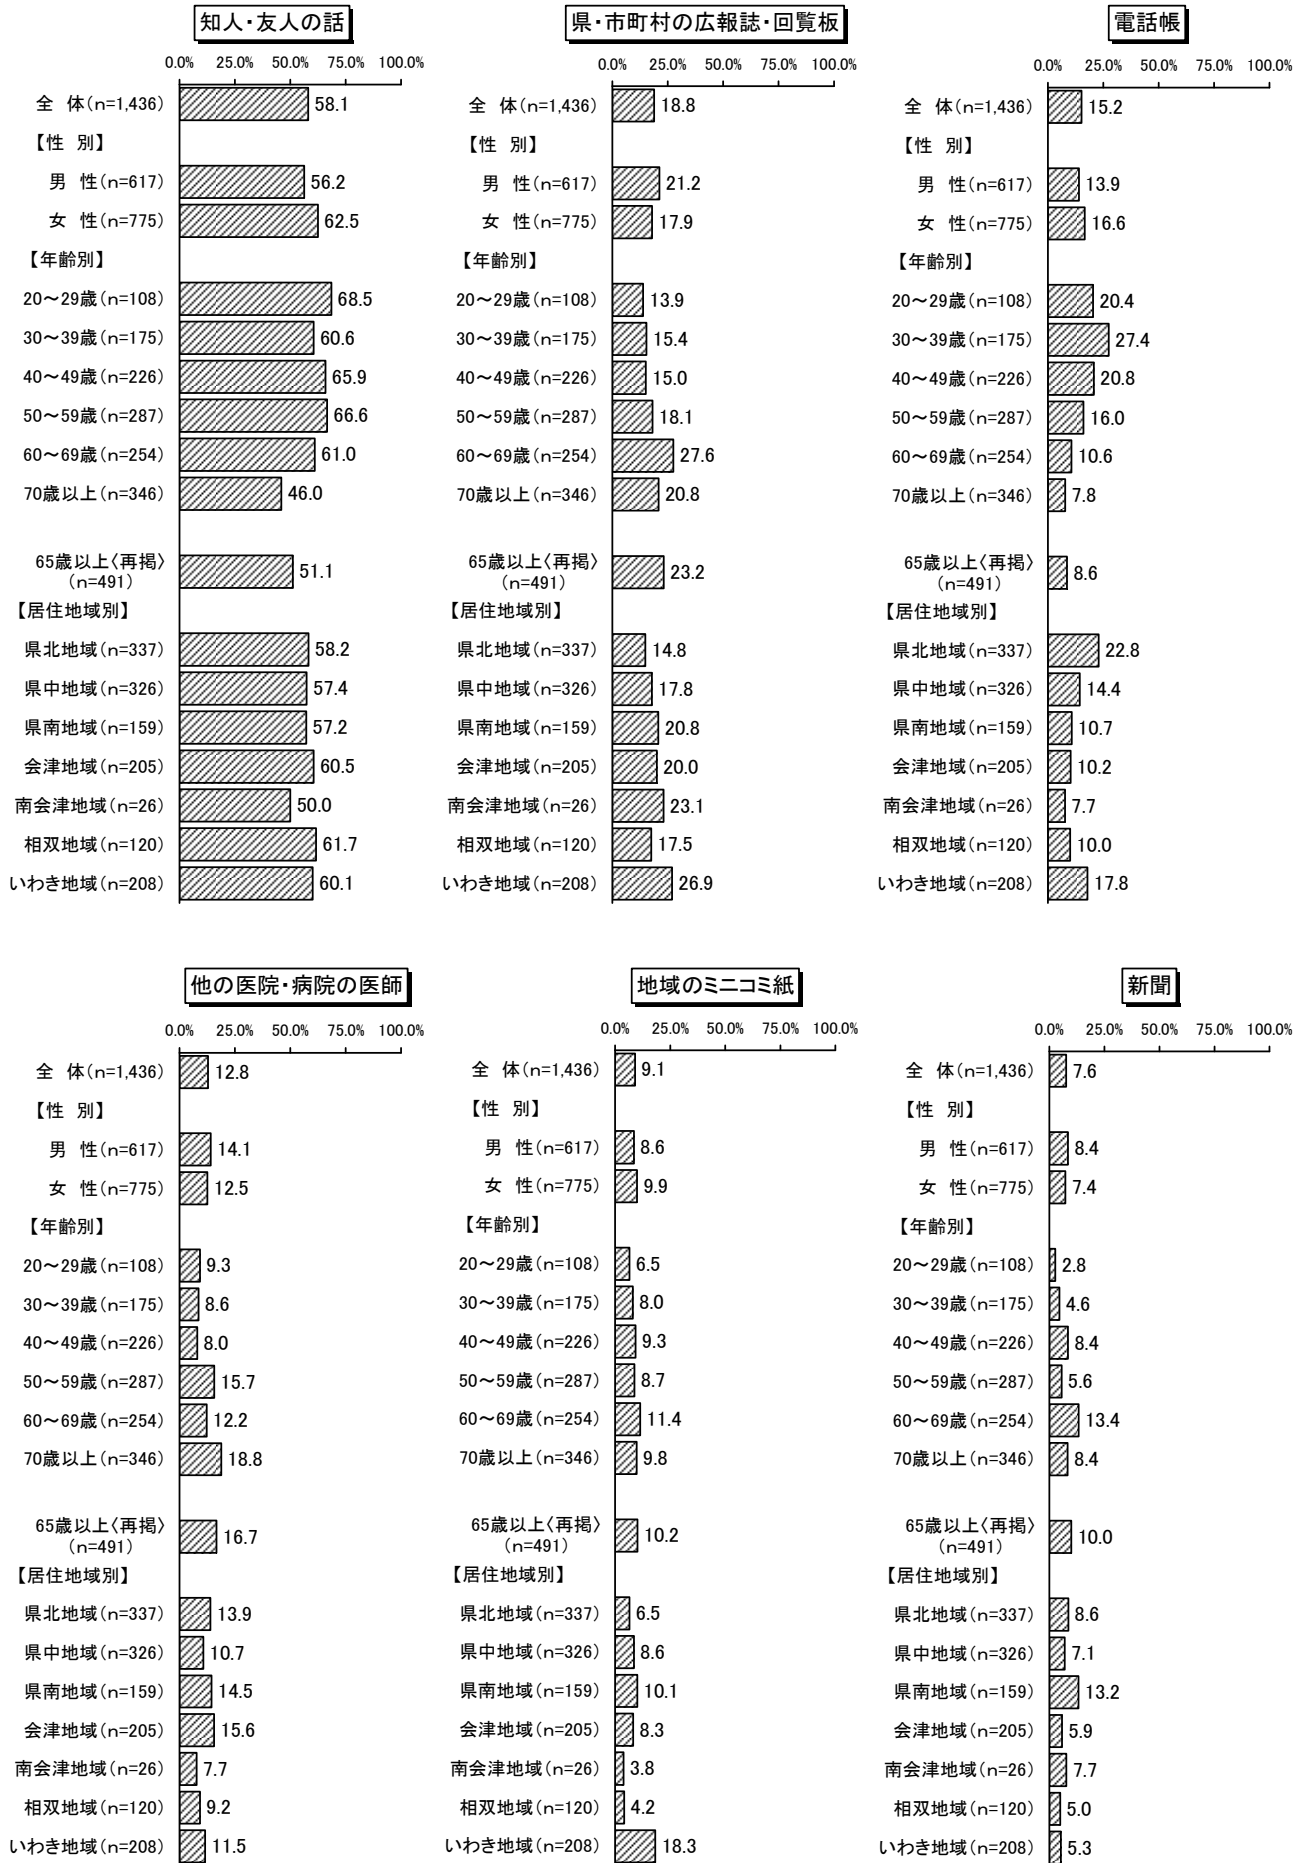 知人・友人の話
0.0% 25.0% 50.0% 75.0% 100.0%
全 体(n=1,436) 58.1
【性 別】
男 性(n=617) 56.2
女 性(n=775) 62.5
【年齢別】
20～29歳(n=108) 68.5
30～39歳(n=175) 60.6
40～49歳(n=226) 65.9
50～59歳(n=287) 66.6
60～69歳(n=254) 61.0
70歳以上(n=346) 46.0
65歳以上〈再掲〉
(n=491) 51.1
【居住地域別】
県北地域(n=337) 58.2
県中地域(n=326) 57.4
県南地域(n=159) 57.2
会津地域(n=205) 60.5
南会津地域(n=26) 50.0
相双地域(n=120) 61.7
いわき地域(n=208) 60.1
県・市町村の広報誌・回覧板
0.0% 25.0% 50.0% 75.0% 100.0%
全 体(n=1,436) 18.8
【性 別】
男 性(n=617) 21.2
女 性(n=775) 17.9
【年齢別】
20～29歳(n=108) 13.9
30～39歳(n=175) 15.4
40～49歳(n=226) 15.0
50～59歳(n=287) 18.1
60～69歳(n=254) 27.6
70歳以上(n=346) 20.8
65歳以上〈再掲〉
(n=491) 23.2
【居住地域別】
県北地域(n=337) 14.8
県中地域(n=326) 17.8
県南地域(n=159) 20.8
会津地域(n=205) 20.0
南会津地域(n=26) 23.1
相双地域(n=120) 17.5
いわき地域(n=208) 26.9
電話帳
0.0% 25.0% 50.0% 75.0% 100.0%
全 体(n=1,436) 15.2
【性 別】
男 性(n=617) 13.9
女 性(n=775) 16.6
【年齢別】
20～29歳(n=108) 20.4
30～39歳(n=175) 27.4
40～49歳(n=226) 20.8
50～59歳(n=287) 16.0
60～69歳(n=254) 10.6
70歳以上(n=346) 7.8
65歳以上〈再掲〉
(n=491) 8.6
【居住地域別】
県北地域(n=337) 22.8
県中地域(n=326) 14.4
県南地域(n=159) 10.7
会津地域(n=205) 10.2
南会津地域(n=26) 7.7
相双地域(n=120) 10.0
いわき地域(n=208) 17.8
他の医院・病院の医師
0.0% 25.0% 50.0% 75.0% 100.0%
全 体(n=1,436) 12.8
【性 別】
男 性(n=617) 14.1
女 性(n=775) 12.5
【年齢別】
20～29歳(n=108) 9.3
30～39歳(n=175) 8.6
40～49歳(n=226) 8.0
50～59歳(n=287) 15.7
60～69歳(n=254) 12.2
70歳以上(n=346) 18.8
65歳以上〈再掲〉
(n=491) 16.7
【居住地域別】
県北地域(n=337) 13.9
県中地域(n=326) 10.7
県南地域(n=159) 14.5
会津地域(n=205) 15.6
南会津地域(n=26) 7.7
相双地域(n=120) 9.2
いわき地域(n=208) 11.5
地域のミニコミ紙
0.0% 25.0% 50.0% 75.0% 100.0%
全 体(n=1,436) 9.1
【性 別】
男 性(n=617) 8.6
女 性(n=775) 9.9
【年齢別】
20～29歳(n=108) 6.5
30～39歳(n=175) 8.0
40～49歳(n=226) 9.3
50～59歳(n=287) 8.7
60～69歳(n=254) 11.4
70歳以上(n=346) 9.8
65歳以上〈再掲〉
(n=491) 10.2
【居住地域別】
県北地域(n=337) 6.5
県中地域(n=326) 8.6
県南地域(n=159) 10.1
会津地域(n=205) 8.3
南会津地域(n=26) 3.8
相双地域(n=120) 4.2
いわき地域(n=208) 18.3
新聞
0.0% 25.0% 50.0% 75.0% 100.0%
全 体(n=1,436) 7.6
【性 別】
男 性(n=617) 8.4
女 性(n=775) 7.4
【年齢別】
20～29歳(n=108) 2.8
30～39歳(n=175) 4.6
40～49歳(n=226) 8.4
50～59歳(n=287) 5.6
60～69歳(n=254) 13.4
70歳以上(n=346) 8.4
65歳以上〈再掲〉
(n=491) 10.0
【居住地域別】
県北地域(n=337) 8.6
県中地域(n=326) 7.1
県南地域(n=159) 13.2
会津地域(n=205) 5.9
南会津地域(n=26) 7.7
相双地域(n=120) 5.0
いわき地域(n=208) 5.3